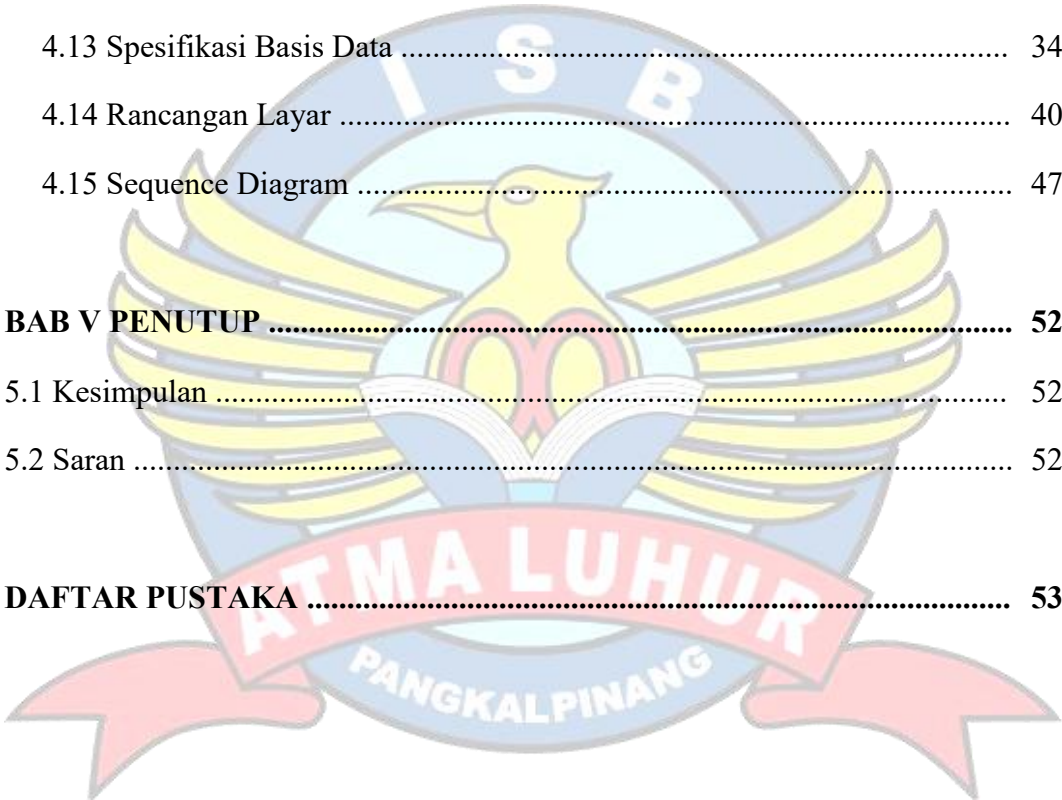 4.13 Spesifikasi Basis Data ............................................................................. 34
4.14 Rancangan Layar .................................................................................... 40
4.15 Sequence Diagram .................................................................................. 47
BAB V PENUTUP ............................................................................................. 52
5.1 Kesimpulan .................................................................................................... 52
5.2 Saran ............................................................................................................... 52
DAFTAR PUSTAKA ........................................................................................ 53
I S B
ATMA LUHUR
PANGKALPINANG